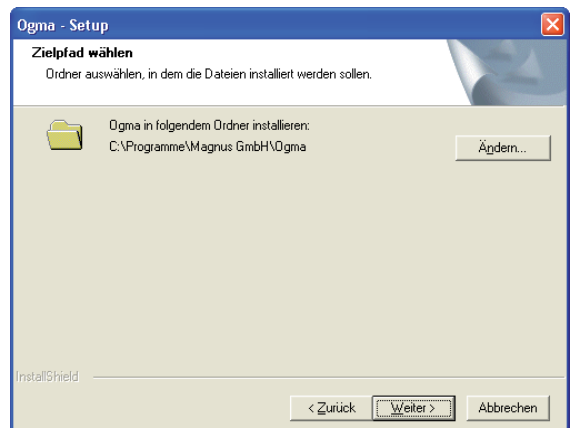 Ogma - Setup
Zielpfad wählen
Ordner auswählen, in dem die Dateien installiert werden sollen.
Ogma in folgendem Ordner installieren:
C:\Programme\Magnus GmbH\Ogma
Ändern...
InstallShield
< Zurück Weiter > Abbrechen